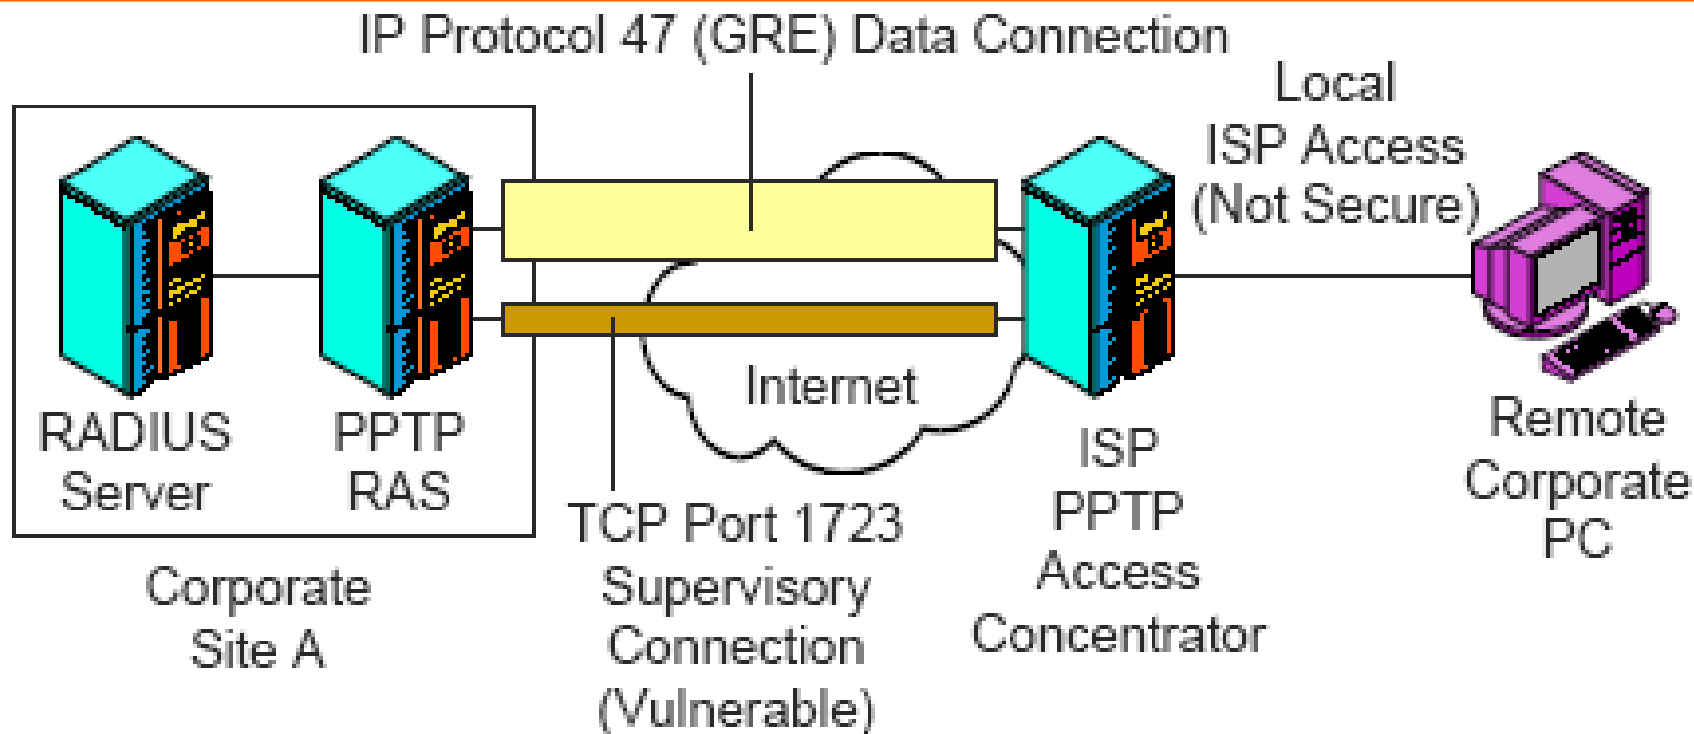 IP Protocol 47 (GRE) Data Connection
Local
ISP Access
(Not Secure)
RADIUS
Server
PPTP
RAS
Internet
ISP
PPTP
Access
Concentrator
Remote
Corporate
PC
TCP Port 1723
Supervisory
Connection
(Vulnerable)
Corporate
Site A